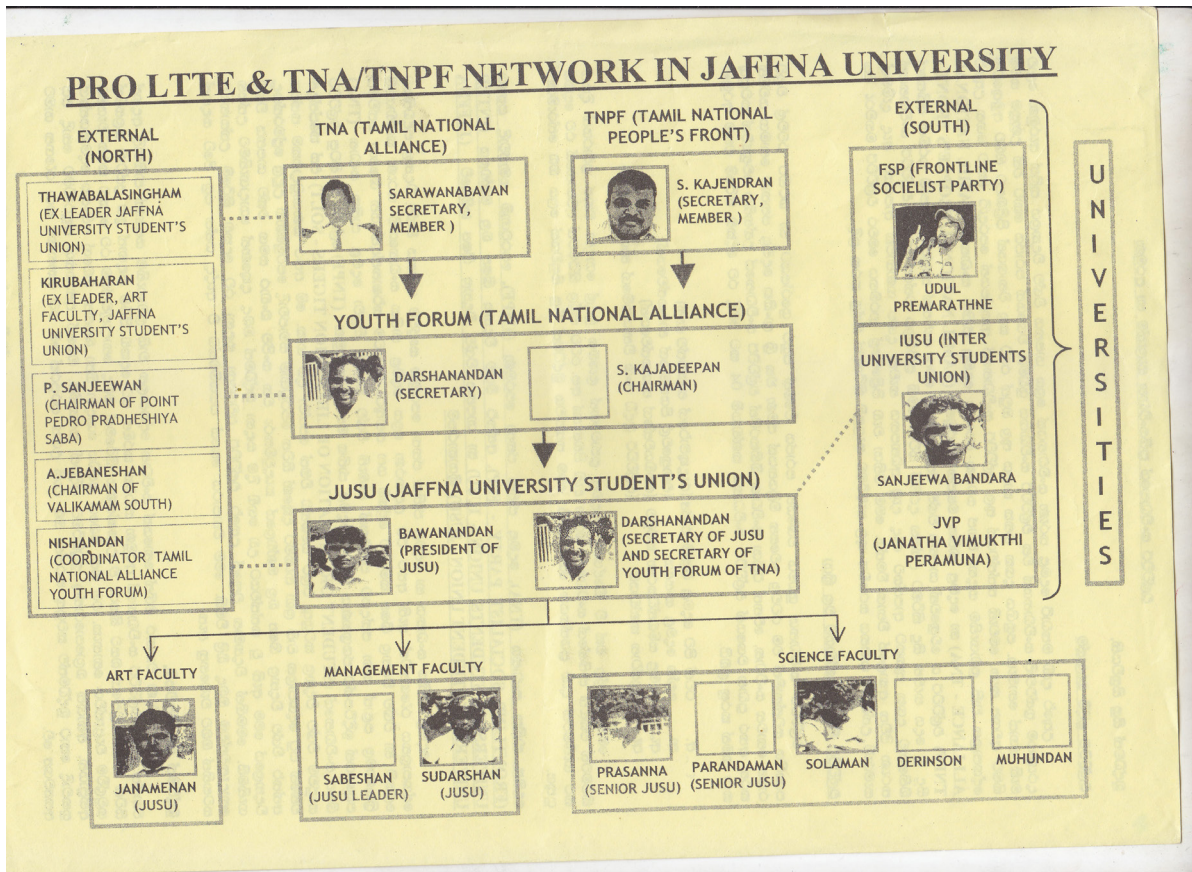 PRO LTTE & TNA/TNPF NETWORK IN JAFFNA UNIVERSITY
EXTERNAL
(NORTH)
THAWABALASINGHAM
(EX LEADER JAFFNA
UNIVERSITY STUDENT'S
UNION)
KIRUBAHARAN
(EX LEADER, ART
FACULTY, JAFFNA
UNIVERSITY STUDENT'S
UNION)
P. SANJEEWAN
(CHAIRMAN OF POINT
PEDRO PRADHESHIYA
SABA)
A.JEBANESHAN
(CHAIRMAN OF
VALIKAMAM SOUTH)
NISHANDAN
(COORDINATOR TAMIL
NATIONAL ALLIANCE
YOUTH FORUM)
TNA (TAMIL NATIONAL
ALLIANCE)
SARAWANABAVAN
SECRETARY,
MEMBER )
TNPF (TAMIL NATIONAL
PEOPLE'S FRONT)
S. KAJENDRAN
(SECRETARY,
MEMBER )
YOUTH FORUM (TAMIL NATIONAL ALLIANCE)
DARSHANANDAN
(SECRETARY)
S. KAJADEEPAN
(CHAIRMAN)
JUSU (JAFFNA UNIVERSITY STUDENT'S UNION)
BAWANANDAN
(PRESIDENT OF
JUSU)
DARSHANANDAN
(SECRETARY OF JUSU
AND SECRETARY OF
YOUTH FORUM OF TNA)
EXTERNAL
(SOUTH)
FSP (FRONTLINE
SOCIELIST PARTY)
UDUL
PREMARATHNE
IUSU (INTER
UNIVERSITY STUDENTS
UNION)
SANJEEWA BANDARA
JVP
(JANATHA VIMUKTHI
PERAMUNA)
UNIVERSITIES
ART FACULTY
JANAMENAN
(JUSU)
MANAGEMENT FACULTY
SABESHAN
(JUSU LEADER)
SUDARSHAN
(JUSU)
SCIENCE FACULTY
PRASANNA
(SENIOR JUSU)
PARANDAMAN
(SENIOR JUSU)
SOLAMAN
DERINSON
MUHUNDAN